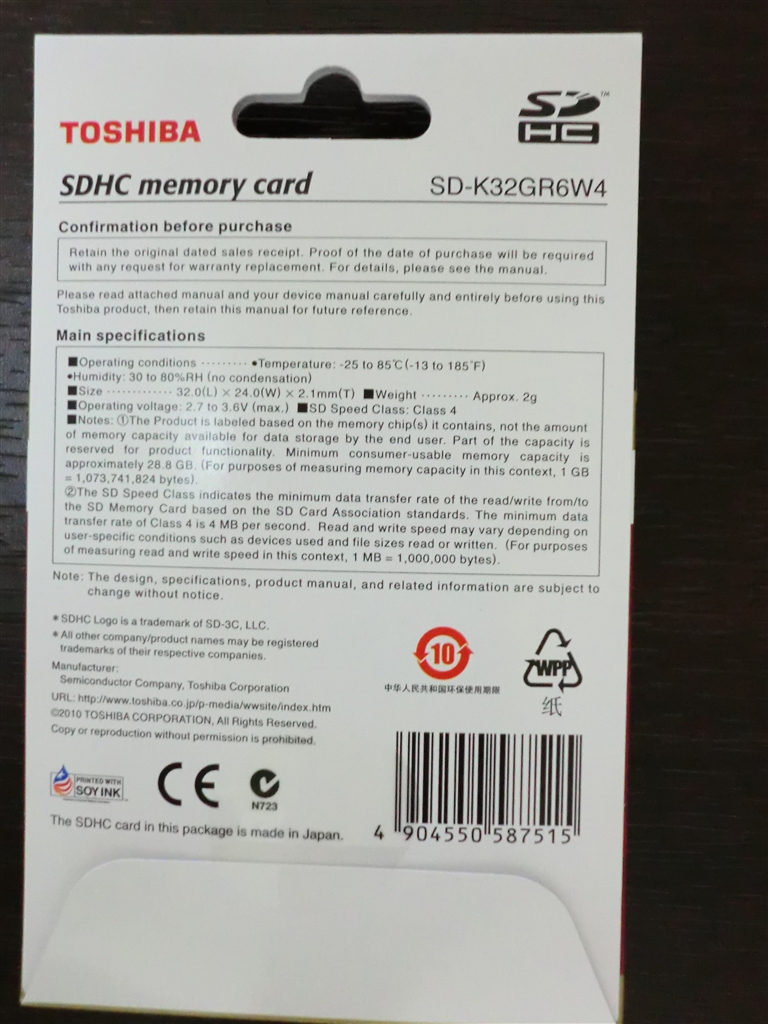 TOSHIBA
SD HC ™
SDHC memory card
SD-K32GR6W4
Confirmation before purchase
Retain the original dated sales receipt. Proof of the date of purchase will be required
with any request for warranty replacement. For details, please see the manual.
Please read attached manual and your device manual carefully and entirely before using this
Toshiba product, then retain this manual for future reference.
Main specifications
■Operating conditions ········· •Temperature: -25 to 85℃(-13 to 185°F)
•Humidity: 30 to 80%RH (no condensation)
■Size ············· 32.0(L) × 24.0(W) × 2.1mm(T) ■Weight ········· Approx. 2g
■Operating voltage: 2.7 to 3.6V (max.) ■SD Speed Class: Class 4
■Notes: ①The Product is labeled based on the memory chip(s) it contains, not the amount
of memory capacity available for data storage by the end user. Part of the capacity is
reserved for product functionality. Minimum consumer-usable memory capacity is
approximately 28.8 GB. (For purposes of measuring memory capacity in this context, 1 GB
= 1,073,741,824 bytes).
②The SD Speed Class indicates the minimum data transfer rate of the read/write from/to
the SD Memory Card based on the SD Card Association standards. The minimum data
transfer rate of Class 4 is 4 MB per second. Read and write speed may vary depending on
user-specific conditions such as devices used and file sizes read or written. (For purposes
of measuring read and write speed in this context, 1 MB = 1,000,000 bytes).
Note: The design, specifications, product manual, and related information are subject to
change without notice.
* SDHC Logo is a trademark of SD-3C, LLC.
* All other company/product names may be registered
trademarks of their respective companies.
Manufacturer:
Semiconductor Company, Toshiba Corporation
URL: http://www.toshiba.co.jp/p-media/wwsite/index.htm
©2010 TOSHIBA CORPORATION, All Rights Reserved.
Copy or reproduction without permission is prohibited.
10
中华人民共和国环保使用期限
WPP
纸
PRINTED WITH
SOY INK
CE
N723
The SDHC card in this package is made in Japan.
4 904550 587515